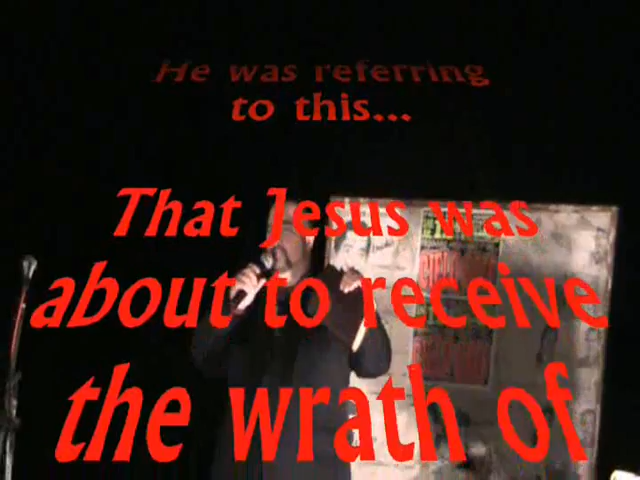 He was referring
to this...
That Jesus was
about to receive
the wrath of